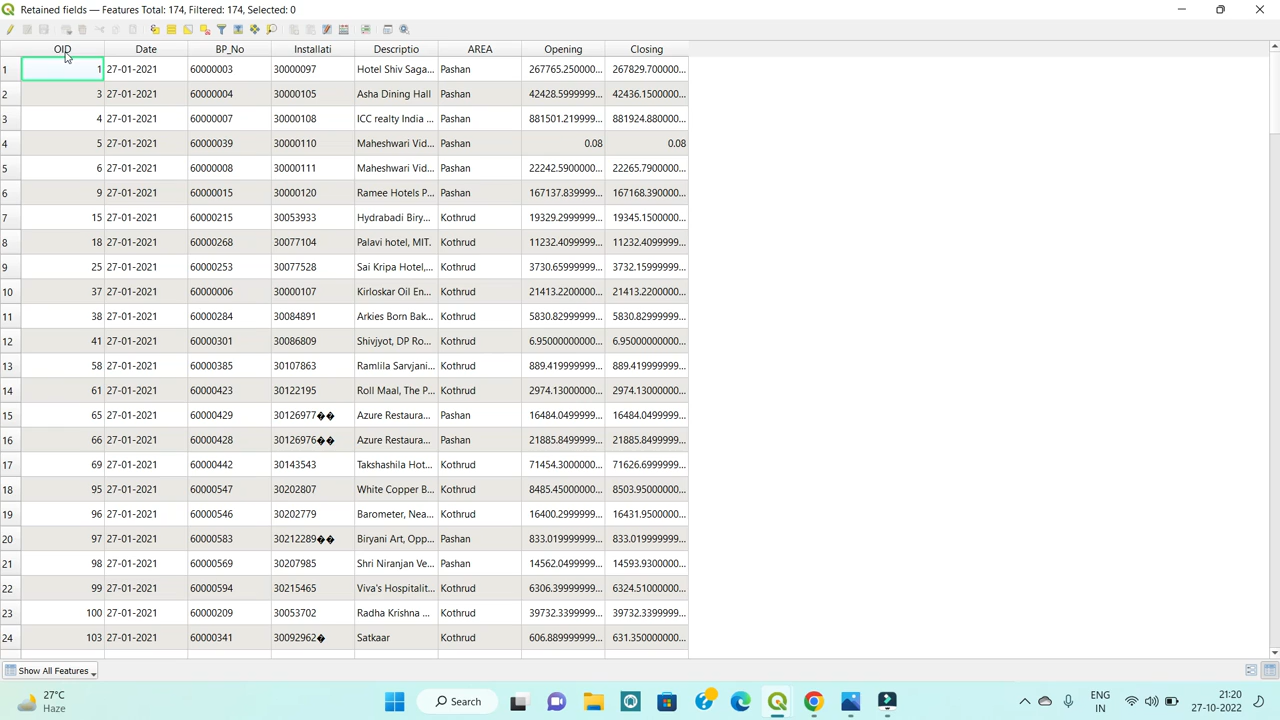 Retained fields — Features Total: 174, Filtered: 174, Selected: 0
OID Date BP_No Installati Descriptio AREA Opening Closing
1 1 27-01-2021 60000003 30000097 Hotel Shiv Saga... Pashan 267765.250000... 267829.700000...
2 3 27-01-2021 60000004 30000105 Asha Dining Hall Pashan 42428.5999999... 42436.1500000...
3 4 27-01-2021 60000007 30000108 ICC realty India ... Pashan 881501.219999... 881924.880000...
4 5 27-01-2021 60000039 30000110 Maheshwari Vid... Pashan 0.08 0.08
5 6 27-01-2021 60000008 30000111 Maheshwari Vid... Pashan 22242.5900000... 22265.7900000...
6 9 27-01-2021 60000015 30000120 Ramee Hotels P... Pashan 167137.839999... 167168.390000...
7 15 27-01-2021 60000215 30053933 Hydrabadi Biry... Kothrud 19329.2999999... 19345.1500000...
8 18 27-01-2021 60000268 30077104 Palavi hotel, MIT. Kothrud 11232.4099999... 11232.4099999...
9 25 27-01-2021 60000253 30077528 Sai Kripa Hotel,... Kothrud 3730.65999999... 3732.15999999...
10 37 27-01-2021 60000006 30000107 Kirloskar Oil En... Kothrud 21413.2200000... 21413.2200000...
11 38 27-01-2021 60000284 30084891 Arkies Born Bak... Kothrud 5830.82999999... 5830.82999999...
12 41 27-01-2021 60000301 30086809 Shivjyot, DP Ro... Kothrud 6.95000000000... 6.95000000000...
13 58 27-01-2021 60000385 30107863 Ramlila Sarvjani... Kothrud 889.419999999... 889.419999999...
14 61 27-01-2021 60000423 30122195 Roll Maal, The P... Kothrud 2974.13000000... 2974.13000000...
15 65 27-01-2021 60000429 30126977�� Azure Restaura... Pashan 16484.0499999... 16484.0499999...
16 66 27-01-2021 60000428 30126976�� Azure Restaura... Pashan 21885.8499999... 21885.8499999...
17 69 27-01-2021 60000442 30143543 Takshashila Hot... Kothrud 71454.3000000... 71626.6999999...
18 95 27-01-2021 60000547 30202807 White Copper B... Kothrud 8485.45000000... 8503.95000000...
19 96 27-01-2021 60000546 30202779 Barometer, Nea... Kothrud 16400.2999999... 16431.9500000...
20 97 27-01-2021 60000583 30212289�� Biryani Art, Opp... Pashan 833.019999999... 833.019999999...
21 98 27-01-2021 60000569 30207985 Shri Niranjan Ve... Pashan 14562.0499999... 14593.9300000...
22 99 27-01-2021 60000594 30215465 Viva's Hospitalit... Kothrud 6306.39999999... 6324.51000000...
23 100 27-01-2021 60000209 30053702 Radha Krishna ... Kothrud 39732.3399999... 39732.3399999...
24 103 27-01-2021 60000341 30092962� Satkaar Kothrud 606.889999999... 631.350000000...
Show All Features
27°C
Haze
Search
ENG
IN
21:20
27-10-2022